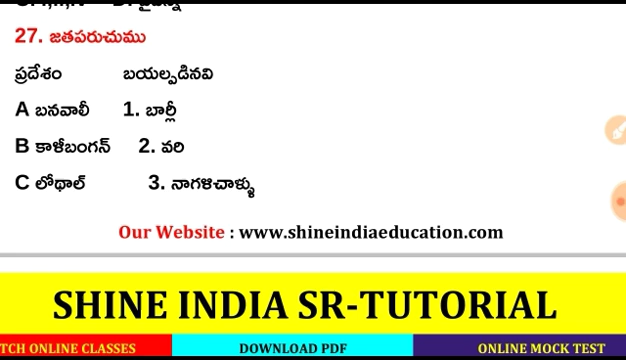 27. జతపరుచుము
ప్రదేశం బయల్పడినవి
A బనవాలీ 1. బార్లీ
B కాళీబంగన్ 2. వరి
C లోథాల్ 3. నాగళిచాళ్ళు
Our Website : www.shineindiaeducation.com
SHINE INDIA SR-TUTORIAL
TCH ONLINE CLASSES DOWNLOAD PDF ONLINE MOCK TEST